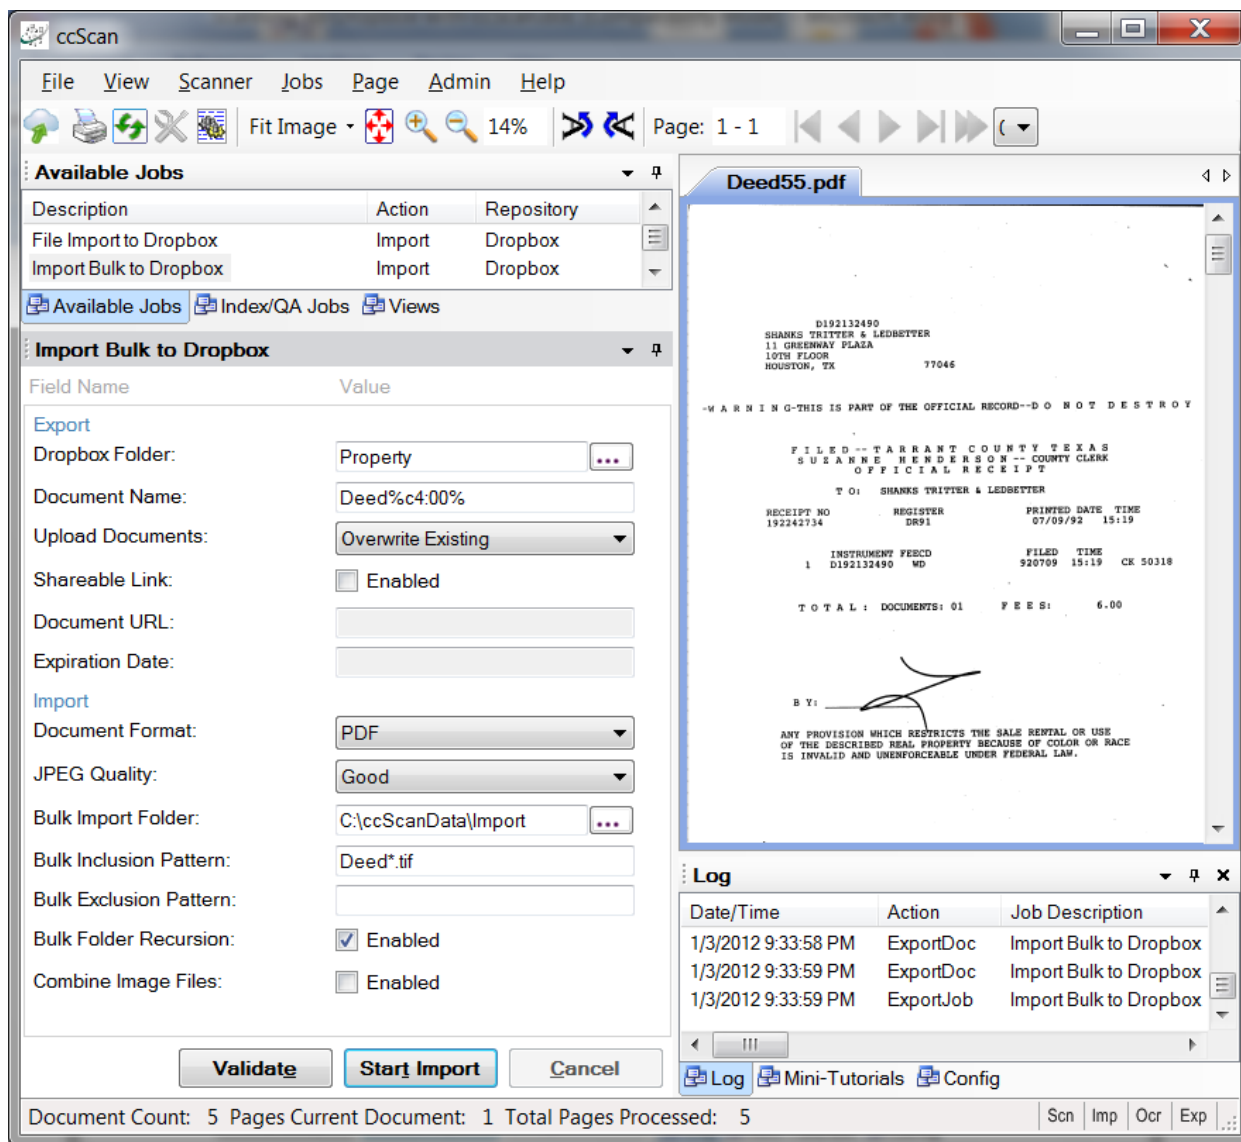 ccScan
File View Scanner Jobs Page Admin Help
Fit Image 14% Page: 1 - 1 (
Available Jobs
Description Action Repository
File Import to Dropbox Import Dropbox
Import Bulk to Dropbox Import Dropbox
Available Jobs Index/QA Jobs Views
Import Bulk to Dropbox
Field Name Value
Export
Dropbox Folder: Property ...
Document Name: Deed%c4:00%
Upload Documents: Overwrite Existing
Shareable Link: Enabled
Document URL:
Expiration Date:
Import
Document Format: PDF
JPEG Quality: Good
Bulk Import Folder: C:\ccScanData\Import ...
Bulk Inclusion Pattern: Deed*.tif
Bulk Exclusion Pattern:
Bulk Folder Recursion: Enabled
Combine Image Files: Enabled
Validate Start Import Cancel
Deed55.pdf
D192132490
SHANKS TRITTER & LEDBETTER
11 GREENWAY PLAZA
10TH FLOOR
HOUSTON, TX 77046
-W A R N I N G-THIS IS PART OF THE OFFICIAL RECORD--D O N O T D E S T R O Y
F I L E D -- T A R R A N T C O U N T Y T E X A S
S U Z A N N E H E N D E R S O N -- COUNTY CLERK
O F F I C I A L R E C E I P T
T O: SHANKS TRITTER & LEDBETTER
RECEIPT NO REGISTER PRINTED DATE TIME
192242734 DR91 07/09/92 15:19
INSTRUMENT FEECD FILED TIME
1 D192132490 WD 920709 15:19 CK 50318
T O T A L : DOCUMENTS: 01 F E E S: 6.00
B Y:
ANY PROVISION WHICH RESTRICTS THE SALE RENTAL OR USE
OF THE DESCRIBED REAL PROPERTY BECAUSE OF COLOR OR RACE
IS INVALID AND UNENFORCEABLE UNDER FEDERAL LAW.
Log
Date/Time Action Job Description
1/3/2012 9:33:58 PM ExportDoc Import Bulk to Dropbox
1/3/2012 9:33:59 PM ExportDoc Import Bulk to Dropbox
1/3/2012 9:33:59 PM ExportJob Import Bulk to Dropbox
Log Mini-Tutorials Config
Document Count: 5 Pages Current Document: 1 Total Pages Processed: 5 Scn Imp Ocr Exp